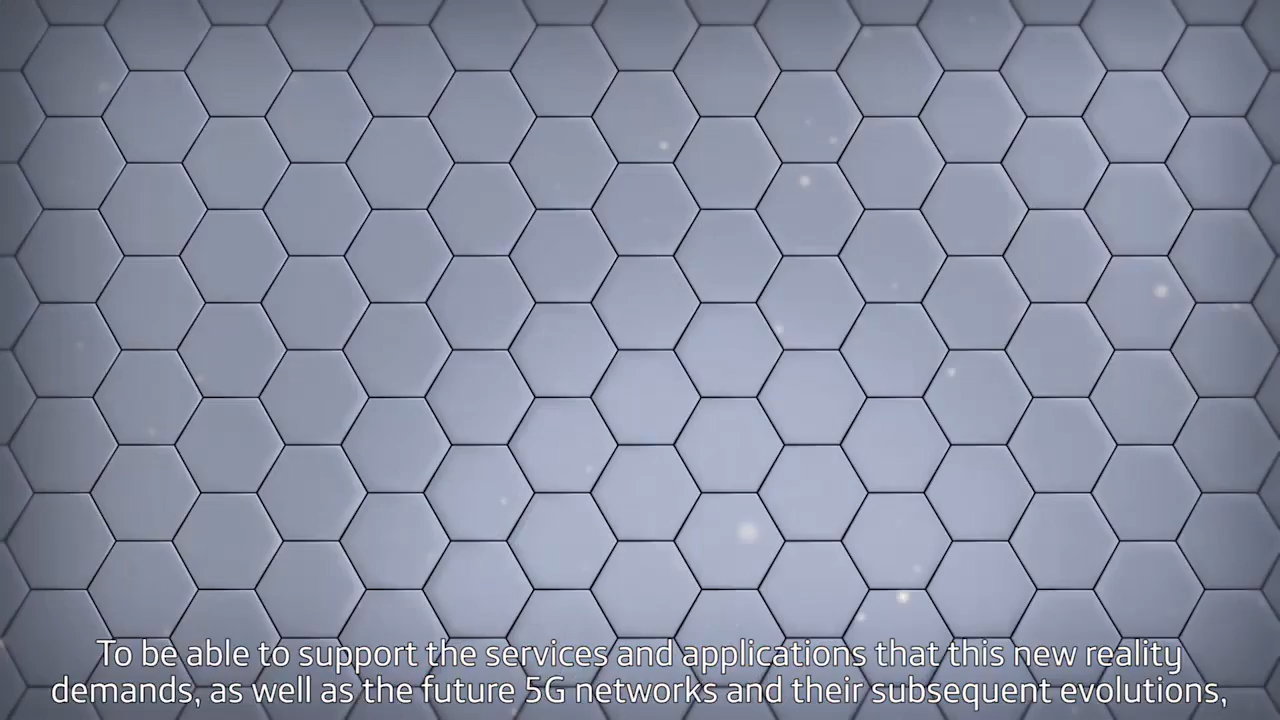 To be able to support the services and applications that this new reality
demands, as well as the future 5G networks and their subsequent evolutions,